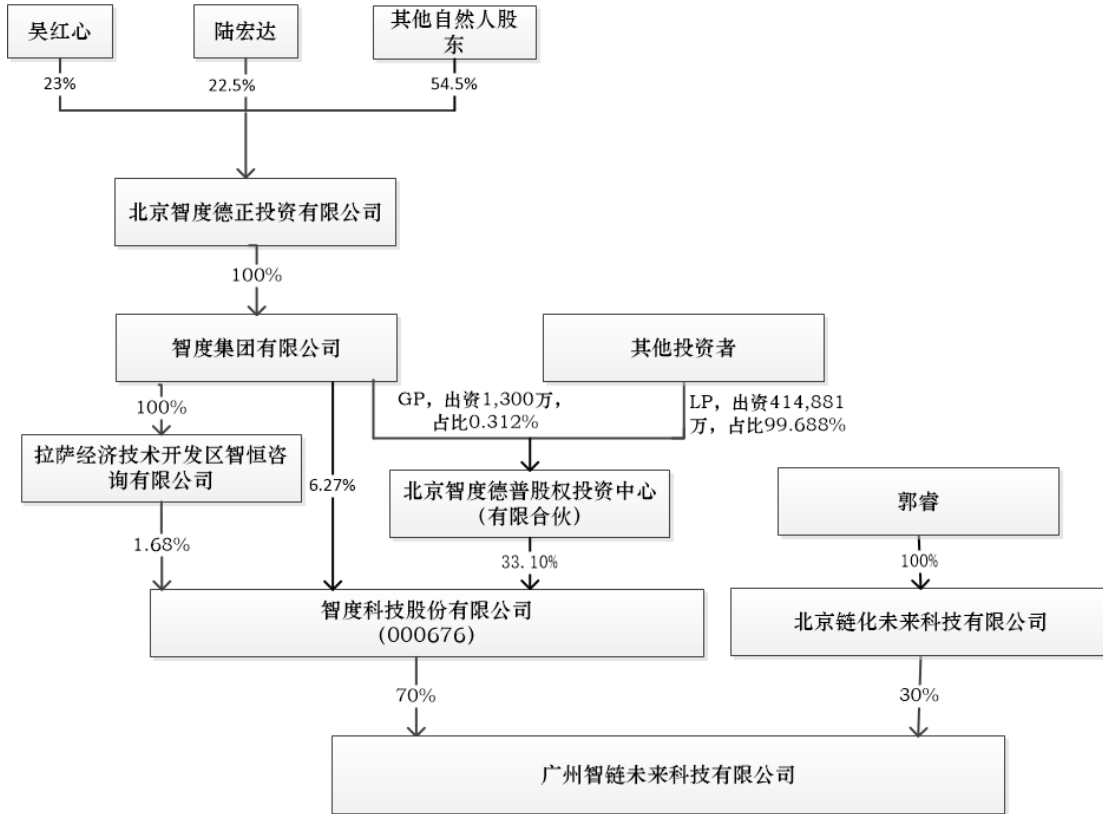 吴红心
陆宏达
其他自然人股
东
23%
22.5%
54.5%
北京智度德正投资有限公司
100%
智度集团有限公司
其他投资者
100%
GP，出资1,300万，
占比0.312%
LP，出资414,881
万，占比99.688%
拉萨经济技术开发区智恒咨
询有限公司
6.27%
北京智度德普股权投资中心
（有限合伙）
郭睿
1.68%
33.10%
100%
智度科技股份有限公司
(000676)
北京链化未来科技有限公司
70%
30%
广州智链未来科技有限公司